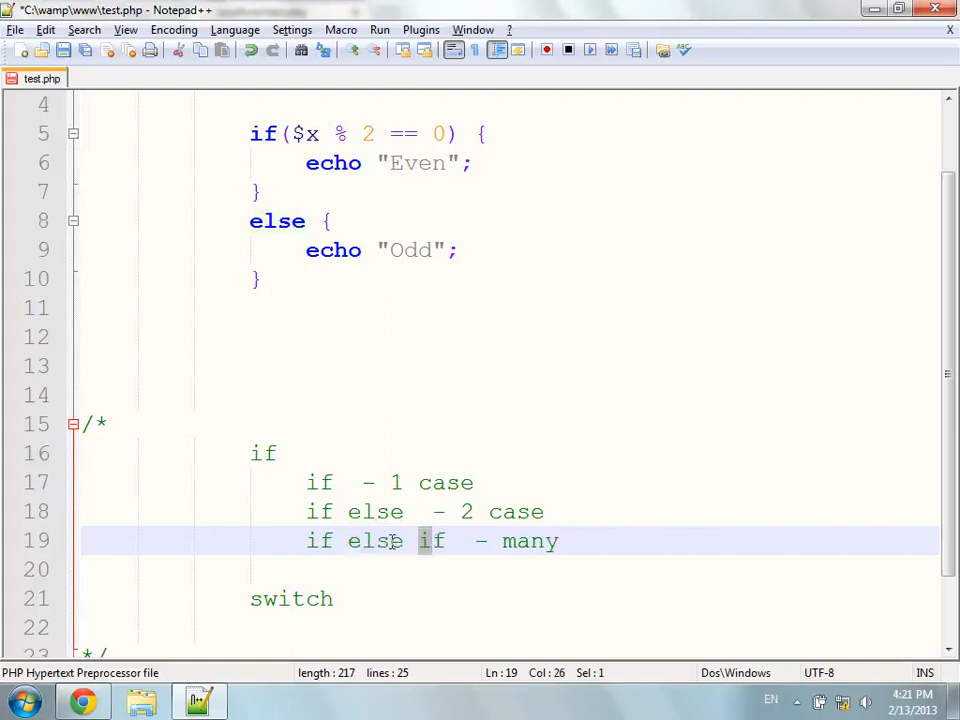 *C:\wamp\www\test.php - Notepad++
File Edit Search View Encoding Language Settings Macro Run Plugins Window ? X
test.php
4
5 if($x % 2 == 0) {
6 echo "Even";
7 }
8 else {
9 echo "Odd";
10 }
11
12
13
14
15 /*
16 if
17 if - 1 case
18 if else - 2 case
19 if else if - many
20
21 switch
22
23 */
PHP Hypertext Preprocessor file length : 217 lines : 25 Ln : 19 Col : 26 Sel : 1 Dos\Windows UTF-8 INS
EN 4:21 PM
2/13/2013